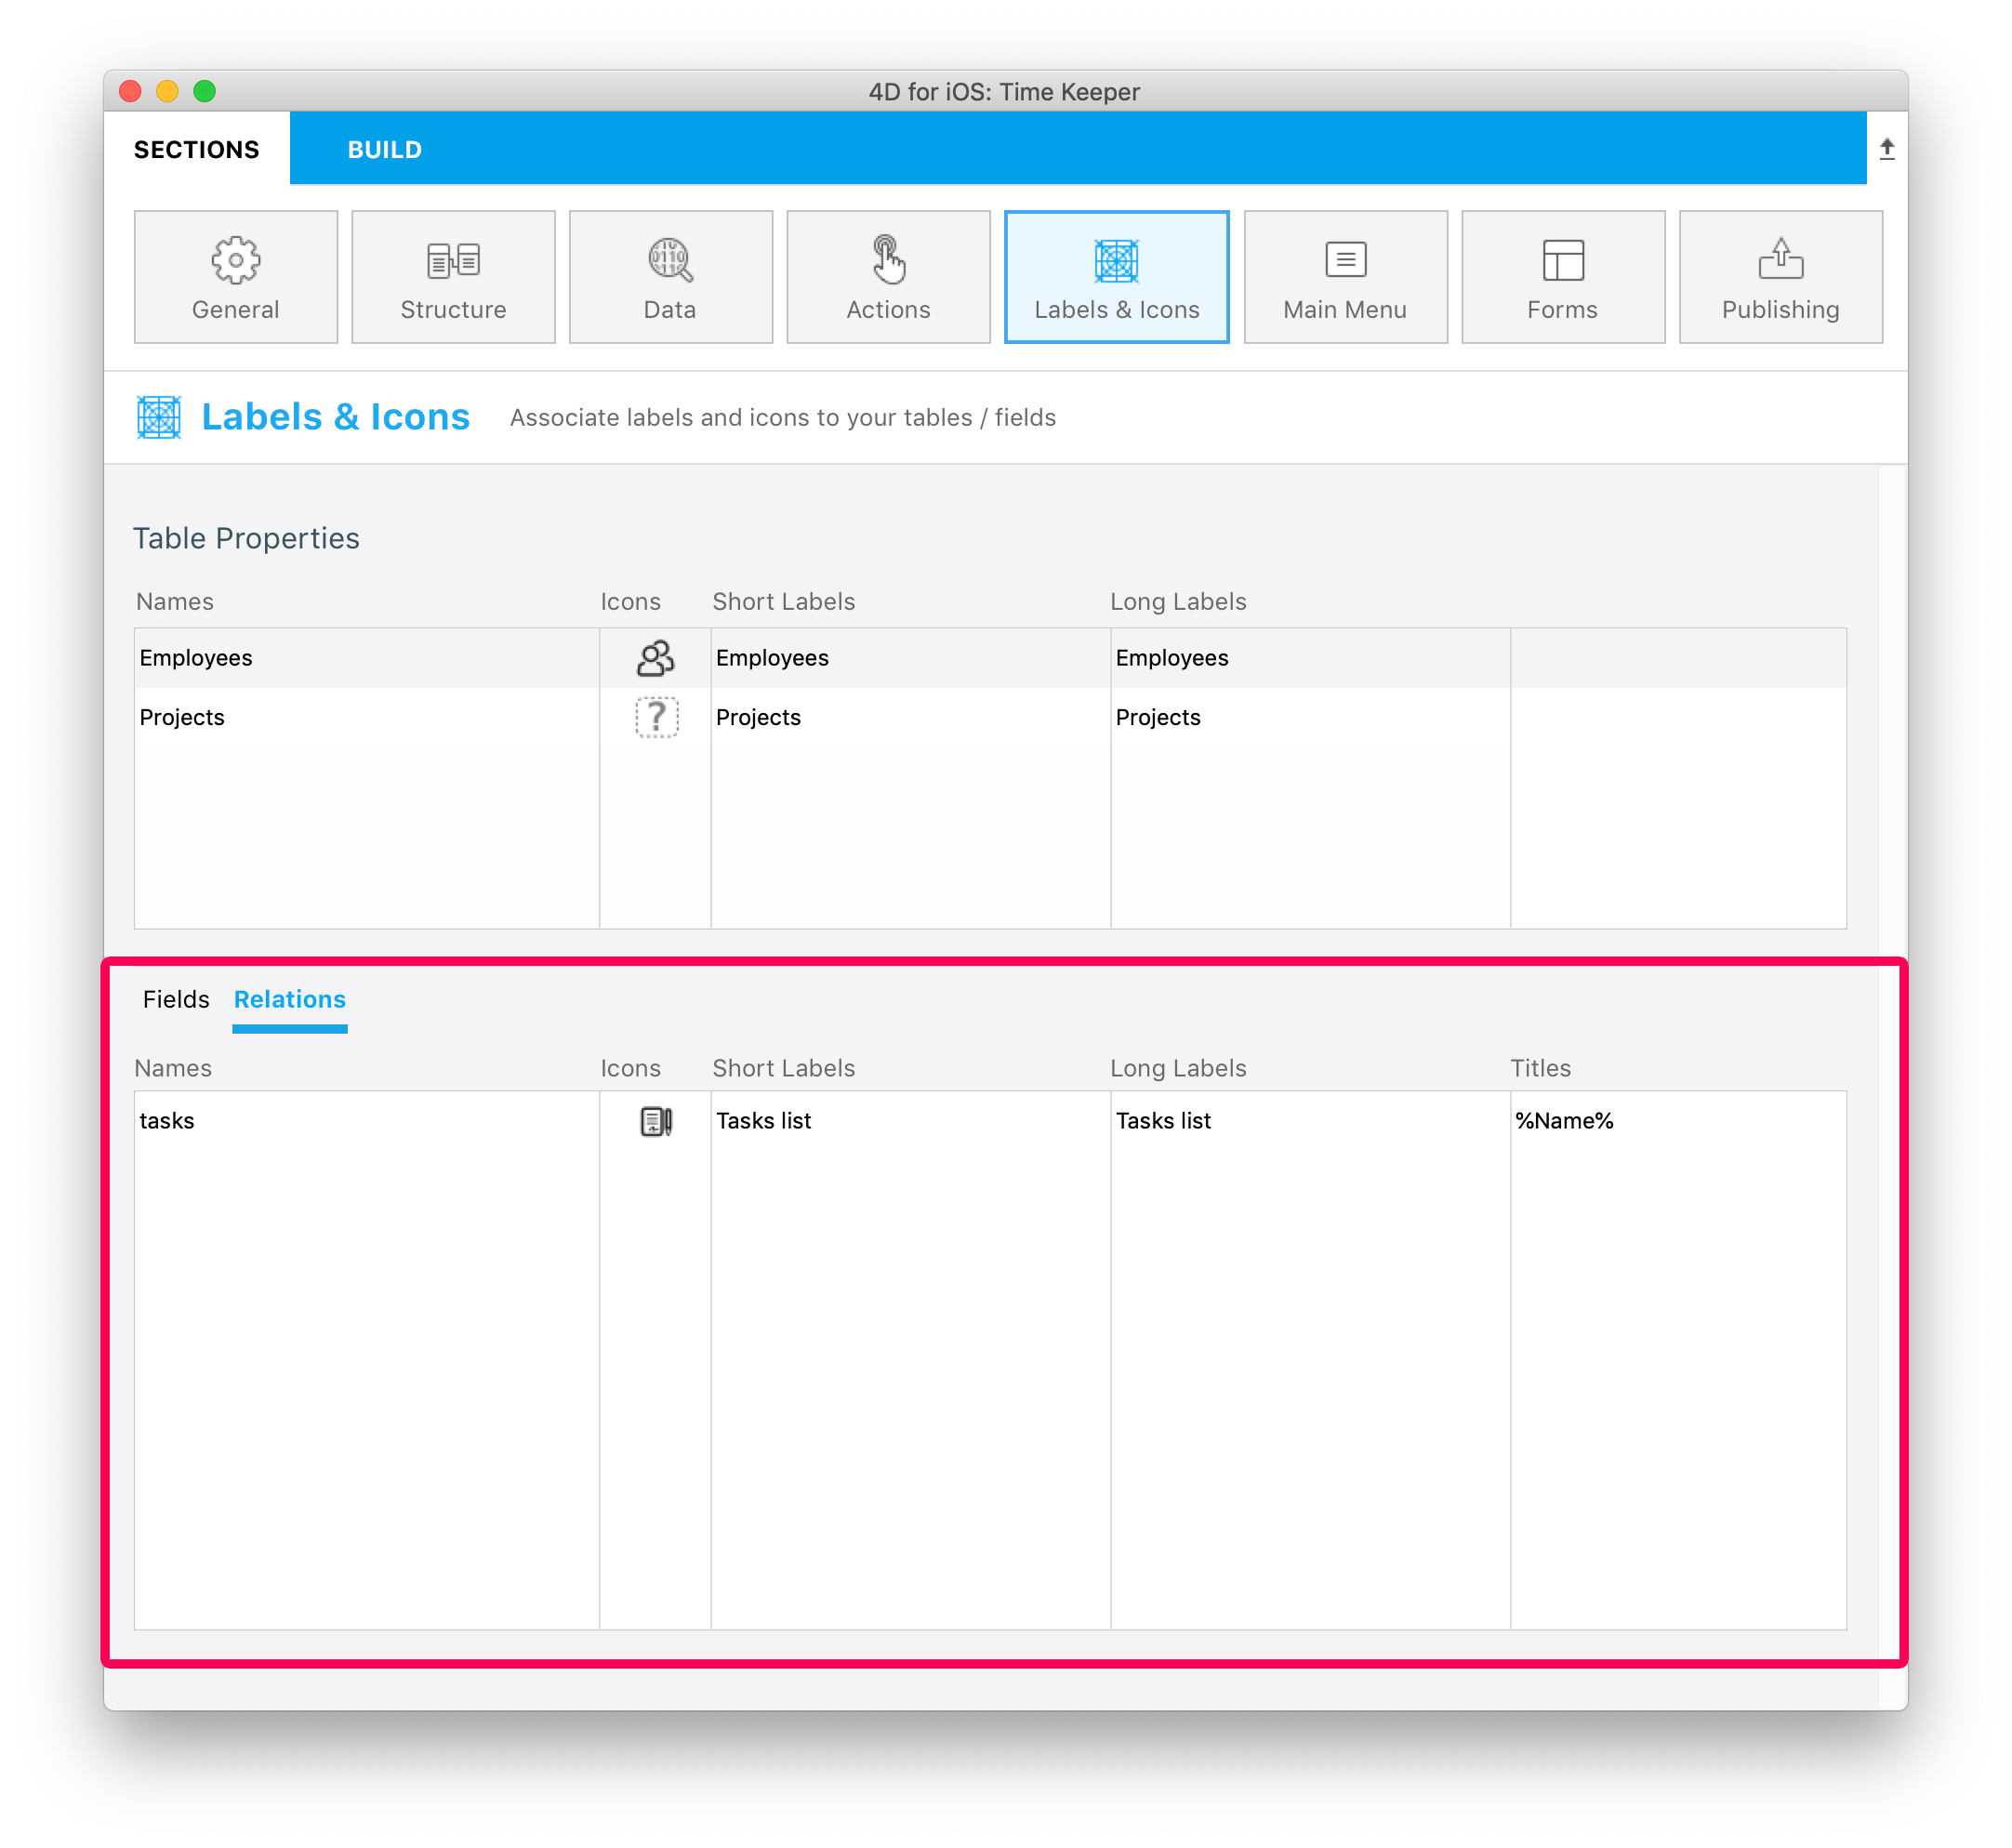 4D for iOS: Time Keeper
SECTIONS BUILD
General Structure Data Actions Labels & Icons Main Menu Forms Publishing
Labels & Icons Associate labels and icons to your tables / fields
Table Properties
Names Icons Short Labels Long Labels
Employees Employees Employees
Projects ? Projects Projects
Fields Relations
Names Icons Short Labels Long Labels Titles
tasks Tasks list Tasks list %Name%